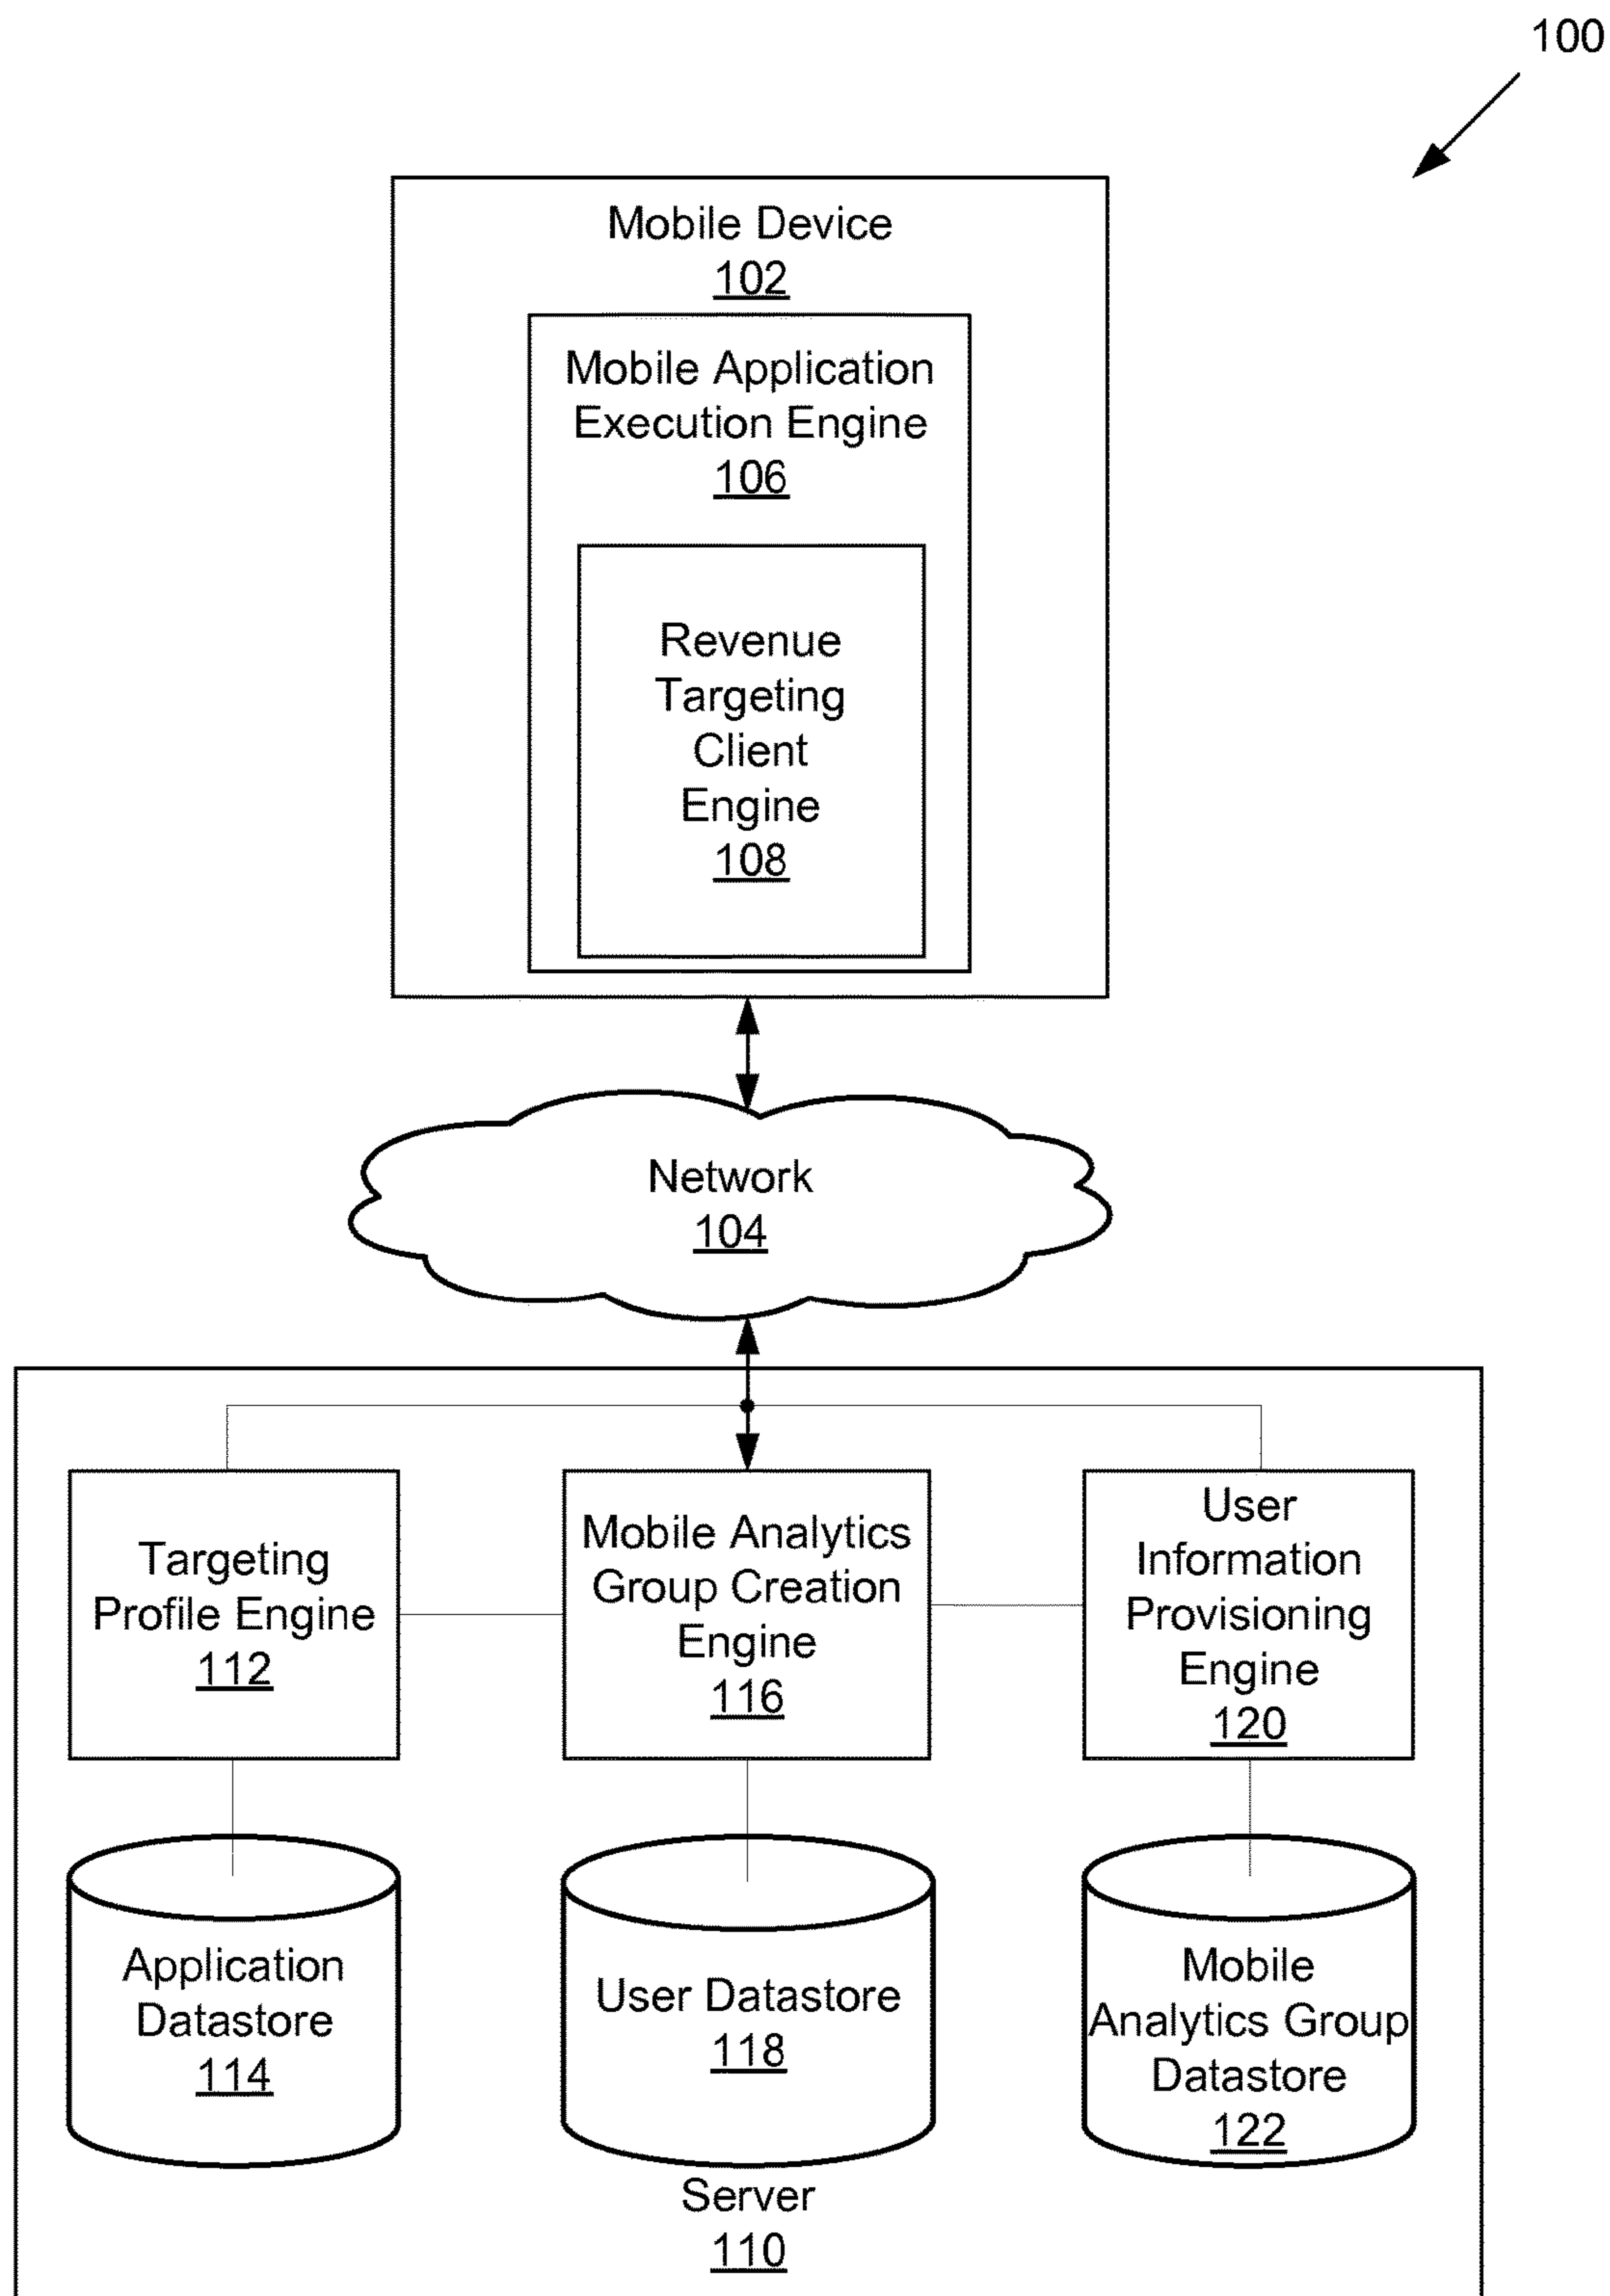 100
Mobile Device
102
Mobile Application
Execution Engine
106
Revenue
Targeting
Client
Engine
108
Network
104
Targeting
Profile Engine
112
Mobile Analytics
Group Creation
Engine
116
User
Information
Provisioning
Engine
120
Application
Datastore
114
User Datastore
118
Mobile
Analytics Group
Datastore
122
Server
110